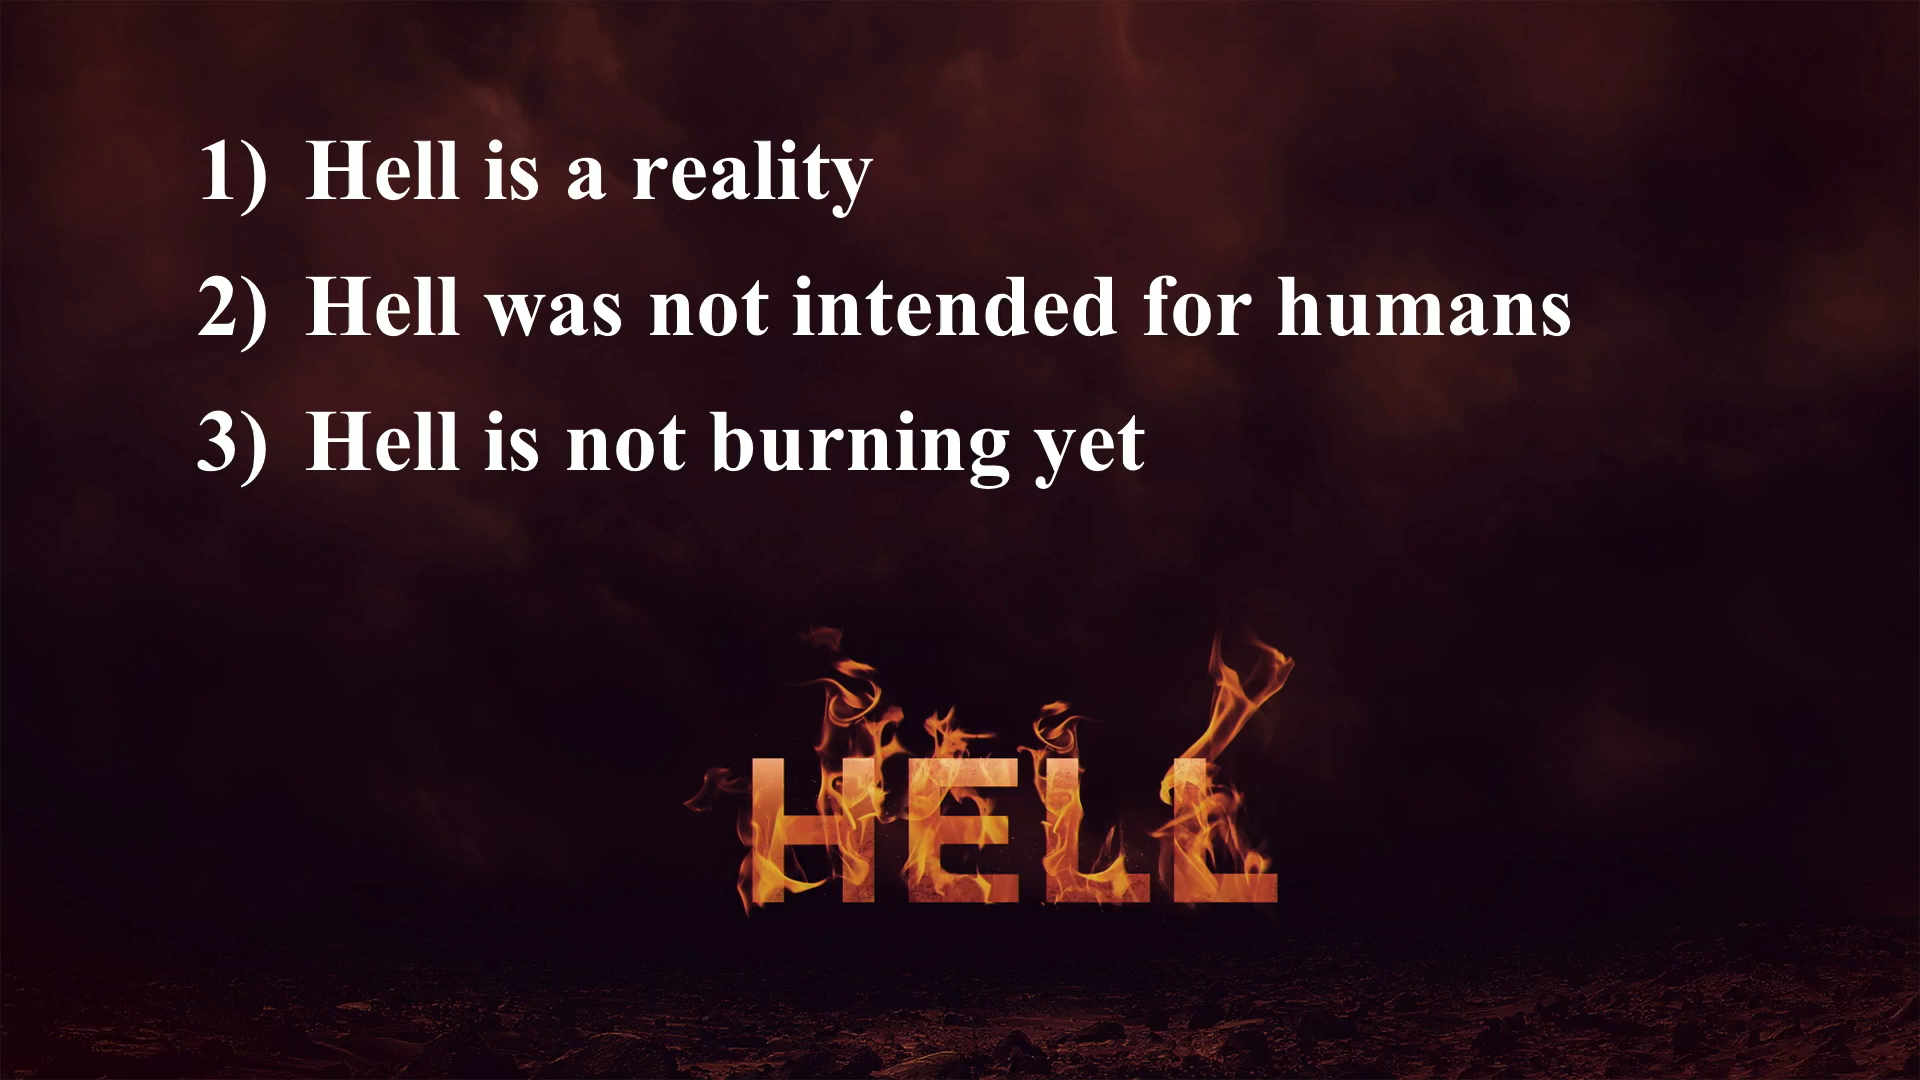 1) Hell is a reality
2) Hell was not intended for humans
3) Hell is not burning yet
HELL